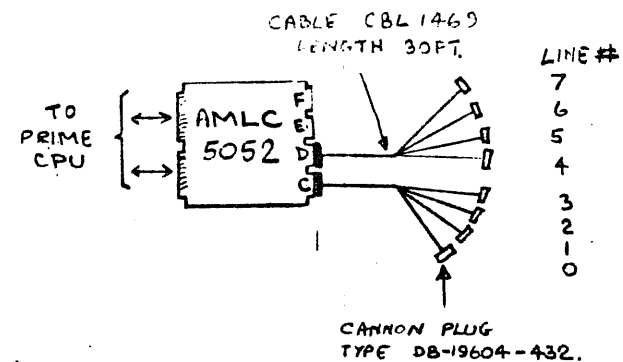 CABLE CBL 1469
LENGTH 30FT.
LINE #
7
6
5
4
3
2
1
0
TO
PRIME
CPU
AMLC
5052
F
E
D
C
CANNON PLUG
TYPE DB-19604-432.